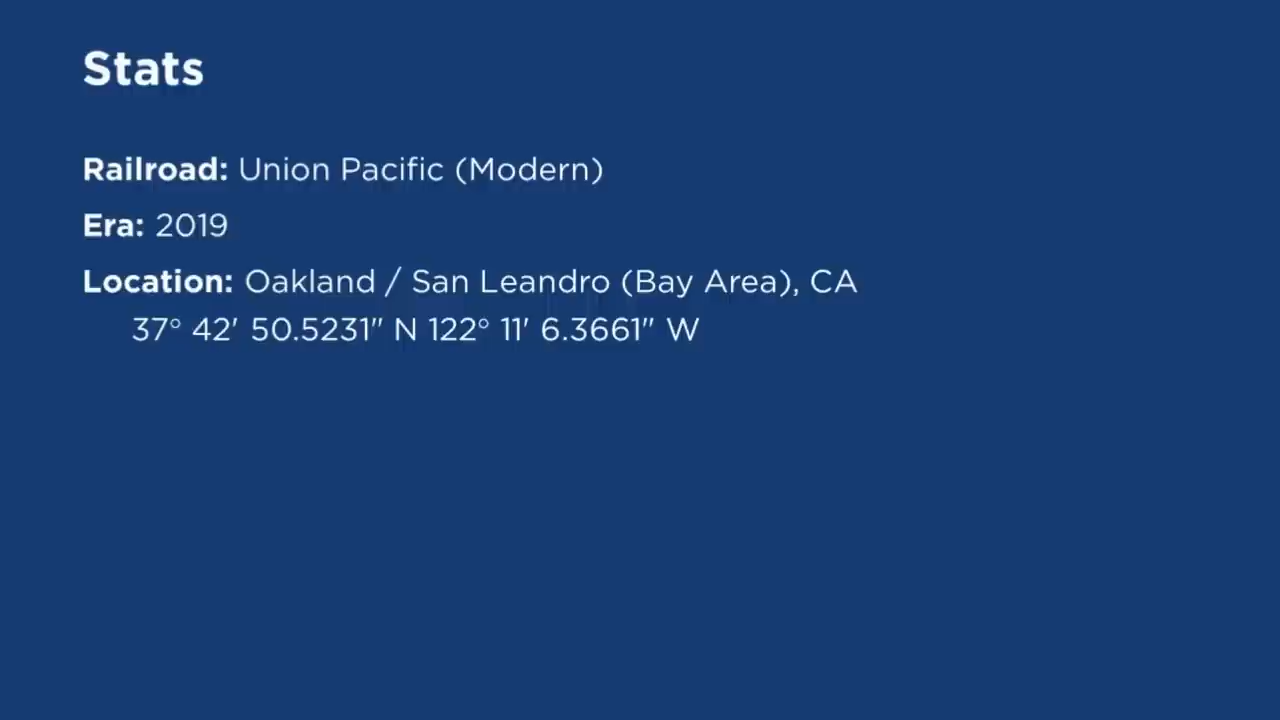 Stats
Railroad: Union Pacific (Modern)
Era: 2019
Location: Oakland / San Leandro (Bay Area), CA
37° 42' 50.5231" N 122° 11' 6.3661" W